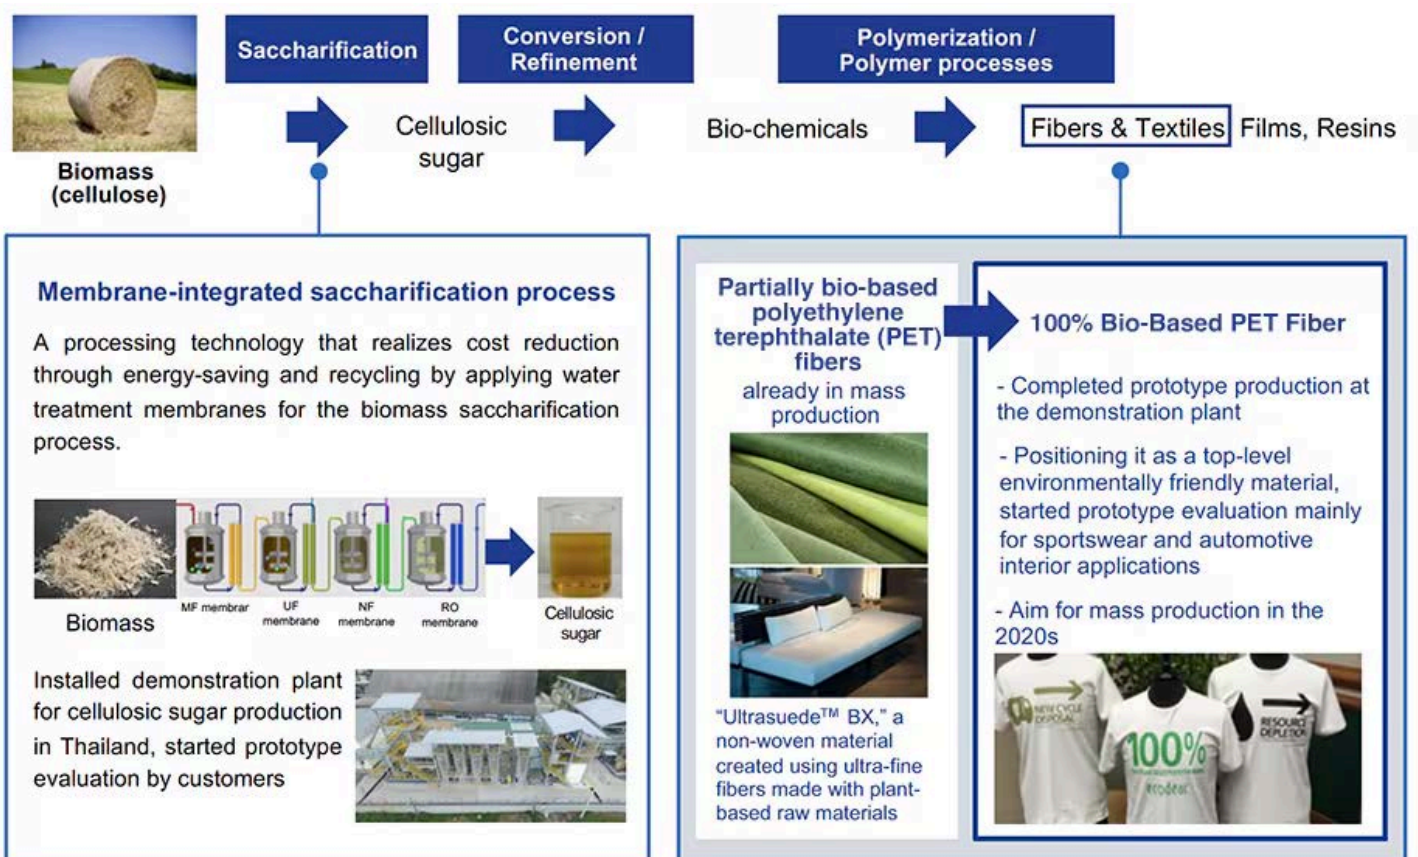 Saccharification
Conversion /
Refinement
Polymerization /
Polymer processes
Biomass
(cellulose)
Cellulosic
sugar
Bio-chemicals
Fibers & Textiles
Films, Resins
Membrane-integrated saccharification process
A processing technology that realizes cost reduction
through energy-saving and recycling by applying water
treatment membranes for the biomass saccharification
process.
Biomass
MF membrar
UF
membrane
NF
membrane
RO
membrane
Cellulosic
sugar
Installed demonstration plant
for cellulosic sugar production
in Thailand, started prototype
evaluation by customers
Partially bio-based
polyethylene
terephthalate (PET)
fibers
already in mass
production
“Ultrasuede™ BX,” a
non-woven material
created using ultra-fine
fibers made with plant-
based raw materials
100% Bio-Based PET Fiber
- Completed prototype production at
the demonstration plant
- Positioning it as a top-level
environmentally friendly material,
started prototype evaluation mainly
for sportswear and automotive
interior applications
- Aim for mass production in the
2020s
NEW CYCLE
DISPOSAL
100%
ecodear
RESOURCE
DEPLETION